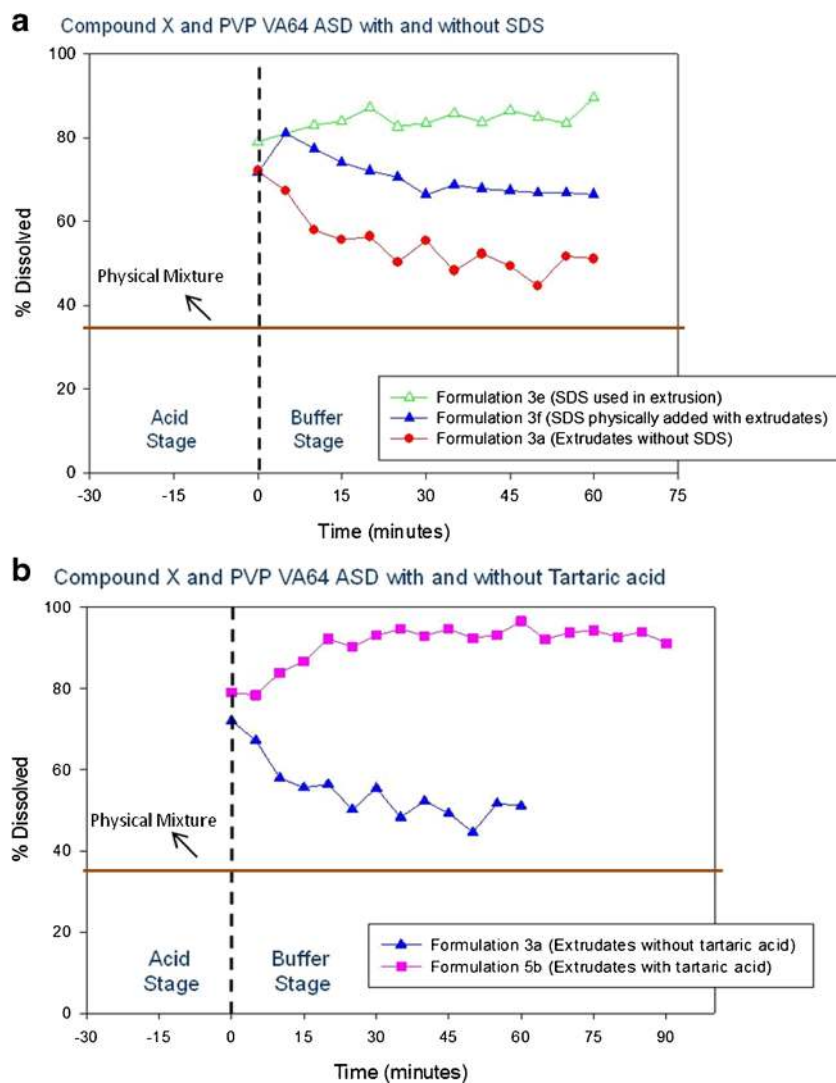 a Compound X and PVP VA64 ASD with and without SDS
100
80
60
40
20
0
% Dissolved
Physical Mixture
Acid
Stage
Buffer
Stage
Formulation 3e (SDS used in extrusion)
Formulation 3f (SDS physically added with extrudates)
Formulation 3a (Extrudates without SDS)
-30 -15 0 15 30 45 60 75
Time (minutes)
b Compound X and PVP VA64 ASD with and without Tartaric acid
100
80
60
40
20
0
% Dissolved
Physical Mixture
Acid
Stage
Buffer
Stage
Formulation 3a (Extrudates without tartaric acid)
Formulation 5b (Extrudates with tartaric acid)
-30 -15 0 15 30 45 60 75 90
Time (minutes)